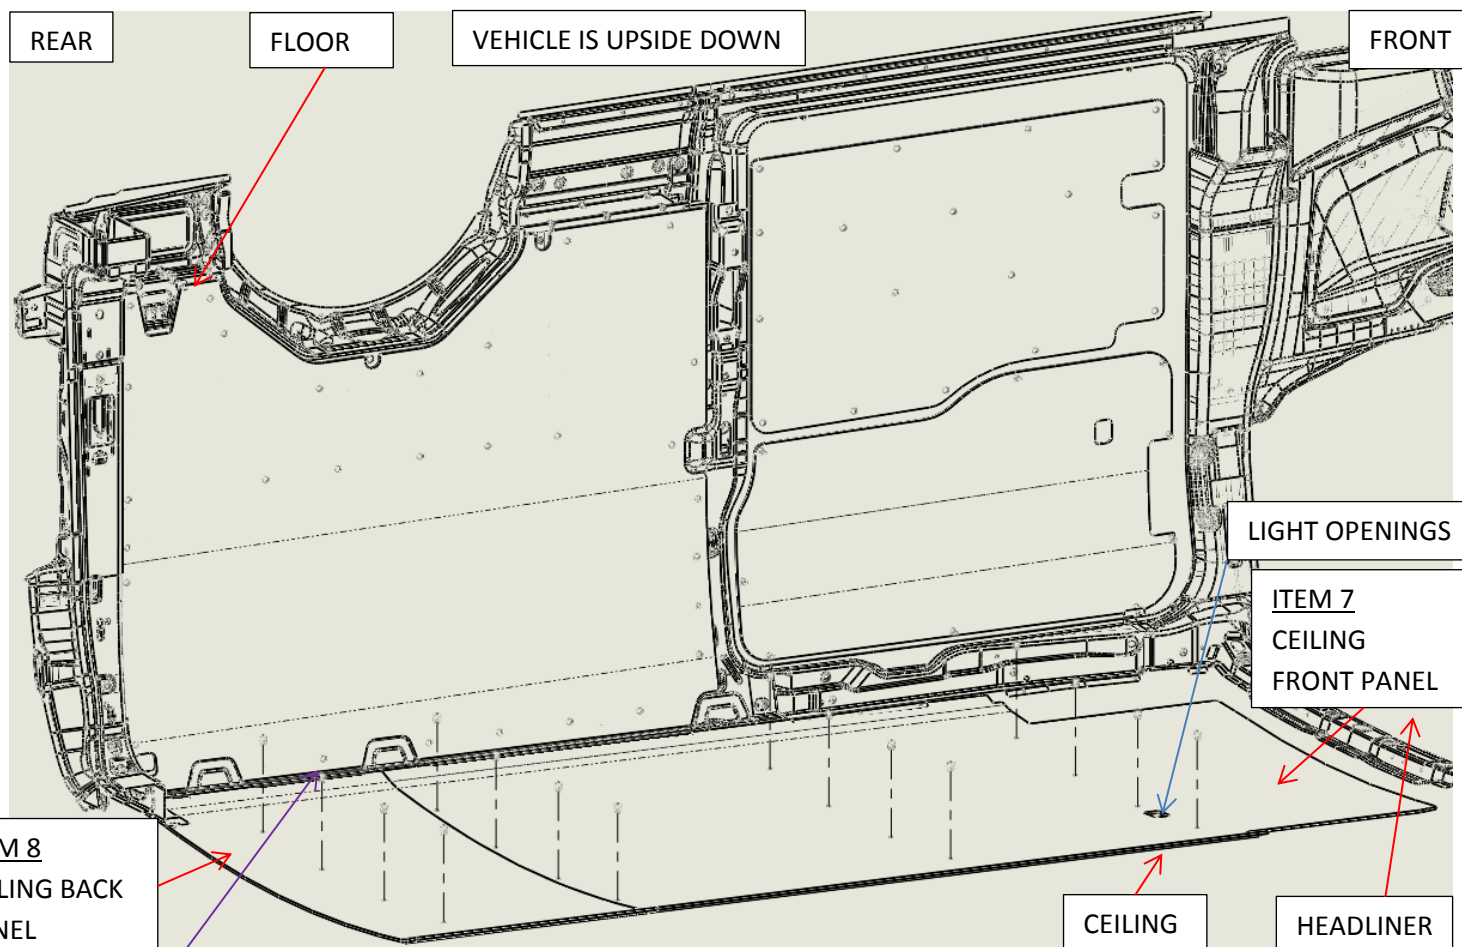 REAR
FLOOR
VEHICLE IS UPSIDE DOWN
FRONT
LIGHT OPENINGS
ITEM 7
CEILING
FRONT PANEL
M 8
LING BACK
NEL
CEILING
HEADLINER